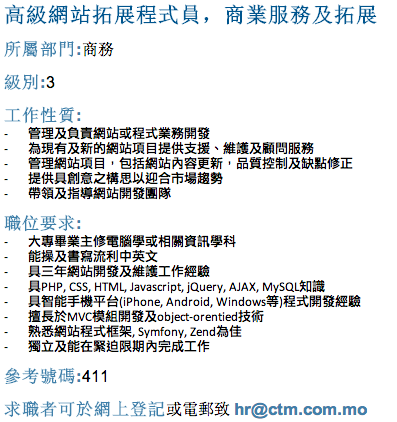 高級網站拓展程式員，商業服務及拓展
所屬部門:商務
級別:3
工作性質:
- 管理及負責網站或程式業務開發
- 為現有及新的網站項目提供支援、維護及顧問服務
- 管理網站項目，包括網站內容更新，品質控制及缺點修正
- 提供具創意之構思以迎合市場趨勢
- 帶領及指導網站開發團隊
職位要求:
- 大專畢業主修電腦學或相關資訊學科
- 能操及書寫流利中英文
- 具三年網站開發及維護工作經驗
- 具PHP, CSS, HTML, Javascript, jQuery, AJAX, MySQL知識
- 具智能手機平台(iPhone, Android, Windows等)程式開發經驗
- 擅長於MVC模組開發及object-orentied技術
- 熟悉網站程式框架, Symfony, Zend為佳
- 獨立及能在緊迫限期內完成工作
參考號碼:411
求職者可於網上登記或電郵致 hr@ctm.com.mo